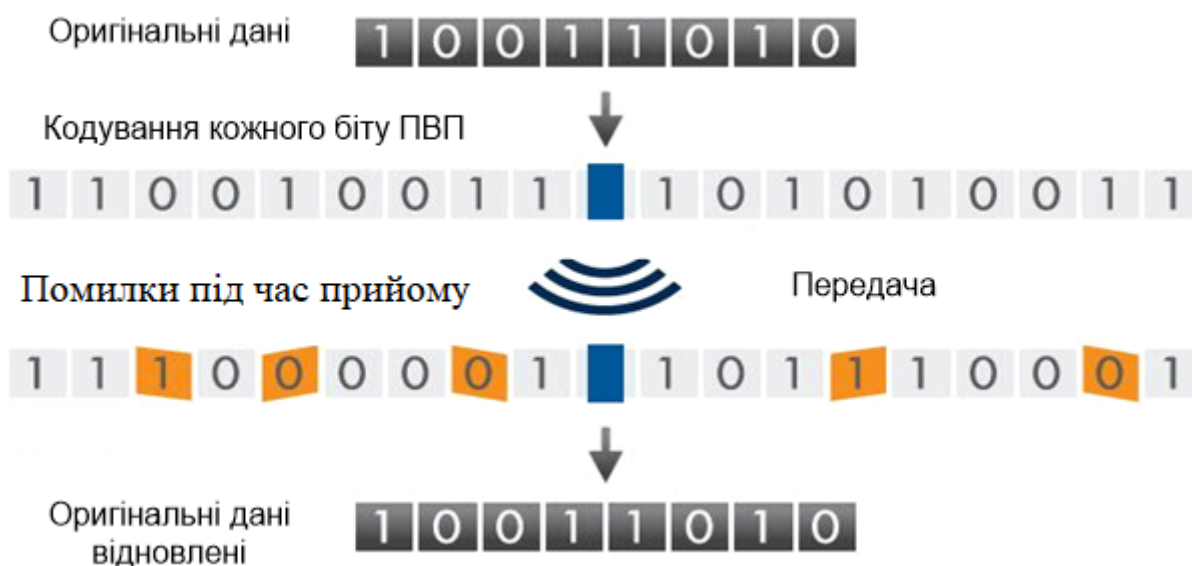 Оригінальні дані 1 0 0 1 1 0 1 0
Кодування кожного біту ПВП
1 1 0 0 1 0 0 1 1 1 0 1 0 1 0 0 1 1
Помилки під час прийому Передача
1 1 1 0 0 0 0 0 1 1 0 1 1 1 0 0 0 1
Оригінальні дані 1 0 0 1 1 0 1 0
відновлені